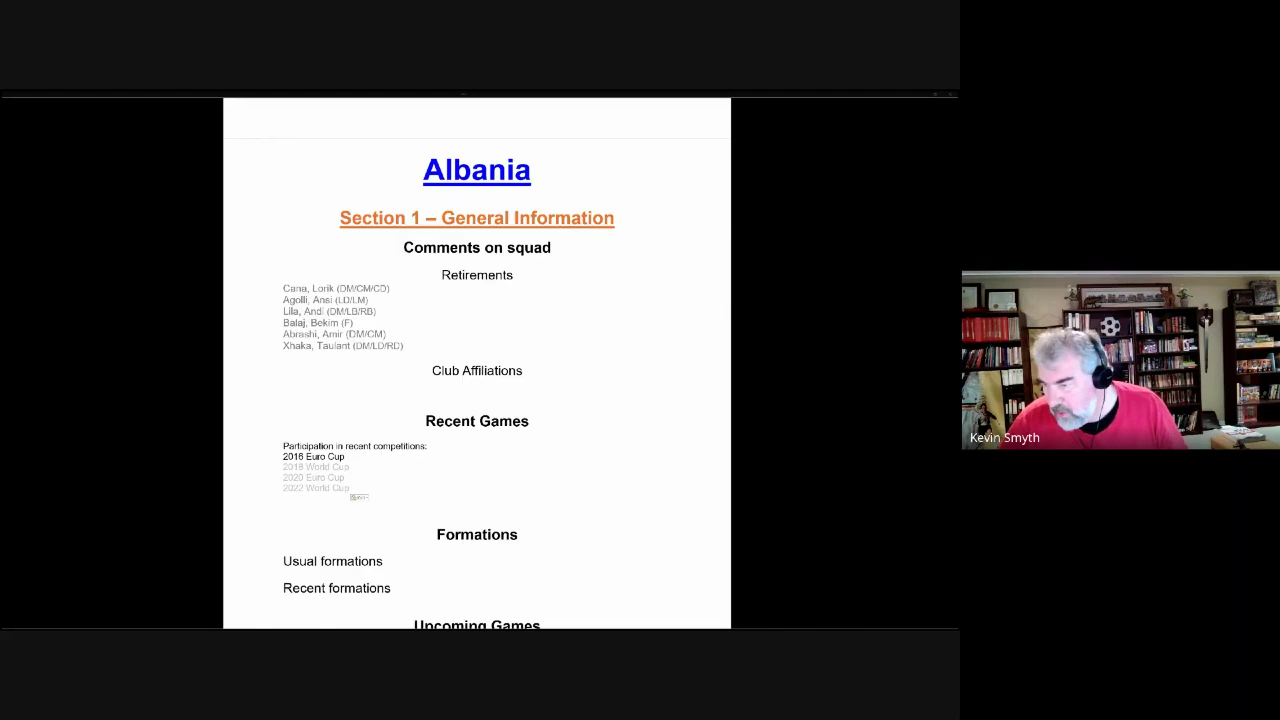 Albania
Section 1 – General Information
Comments on squad
Retirements
Cana, Lorik (DM/CM/CD)
Agolli, Ansi (LD/LM)
Lila, Andi (DM/LB/RB)
Balaj, Bekim (F)
Abrashi, Amir (DM/CM)
Xhaka, Taulant (DM/LD/RD)
Club Affiliations
Recent Games
Participation in recent competitions:
2016 Euro Cup
2018 World Cup
2020 Euro Cup
2022 World Cup
Formations
Usual formations
Recent formations
Upcoming Games
Kevin Smyth